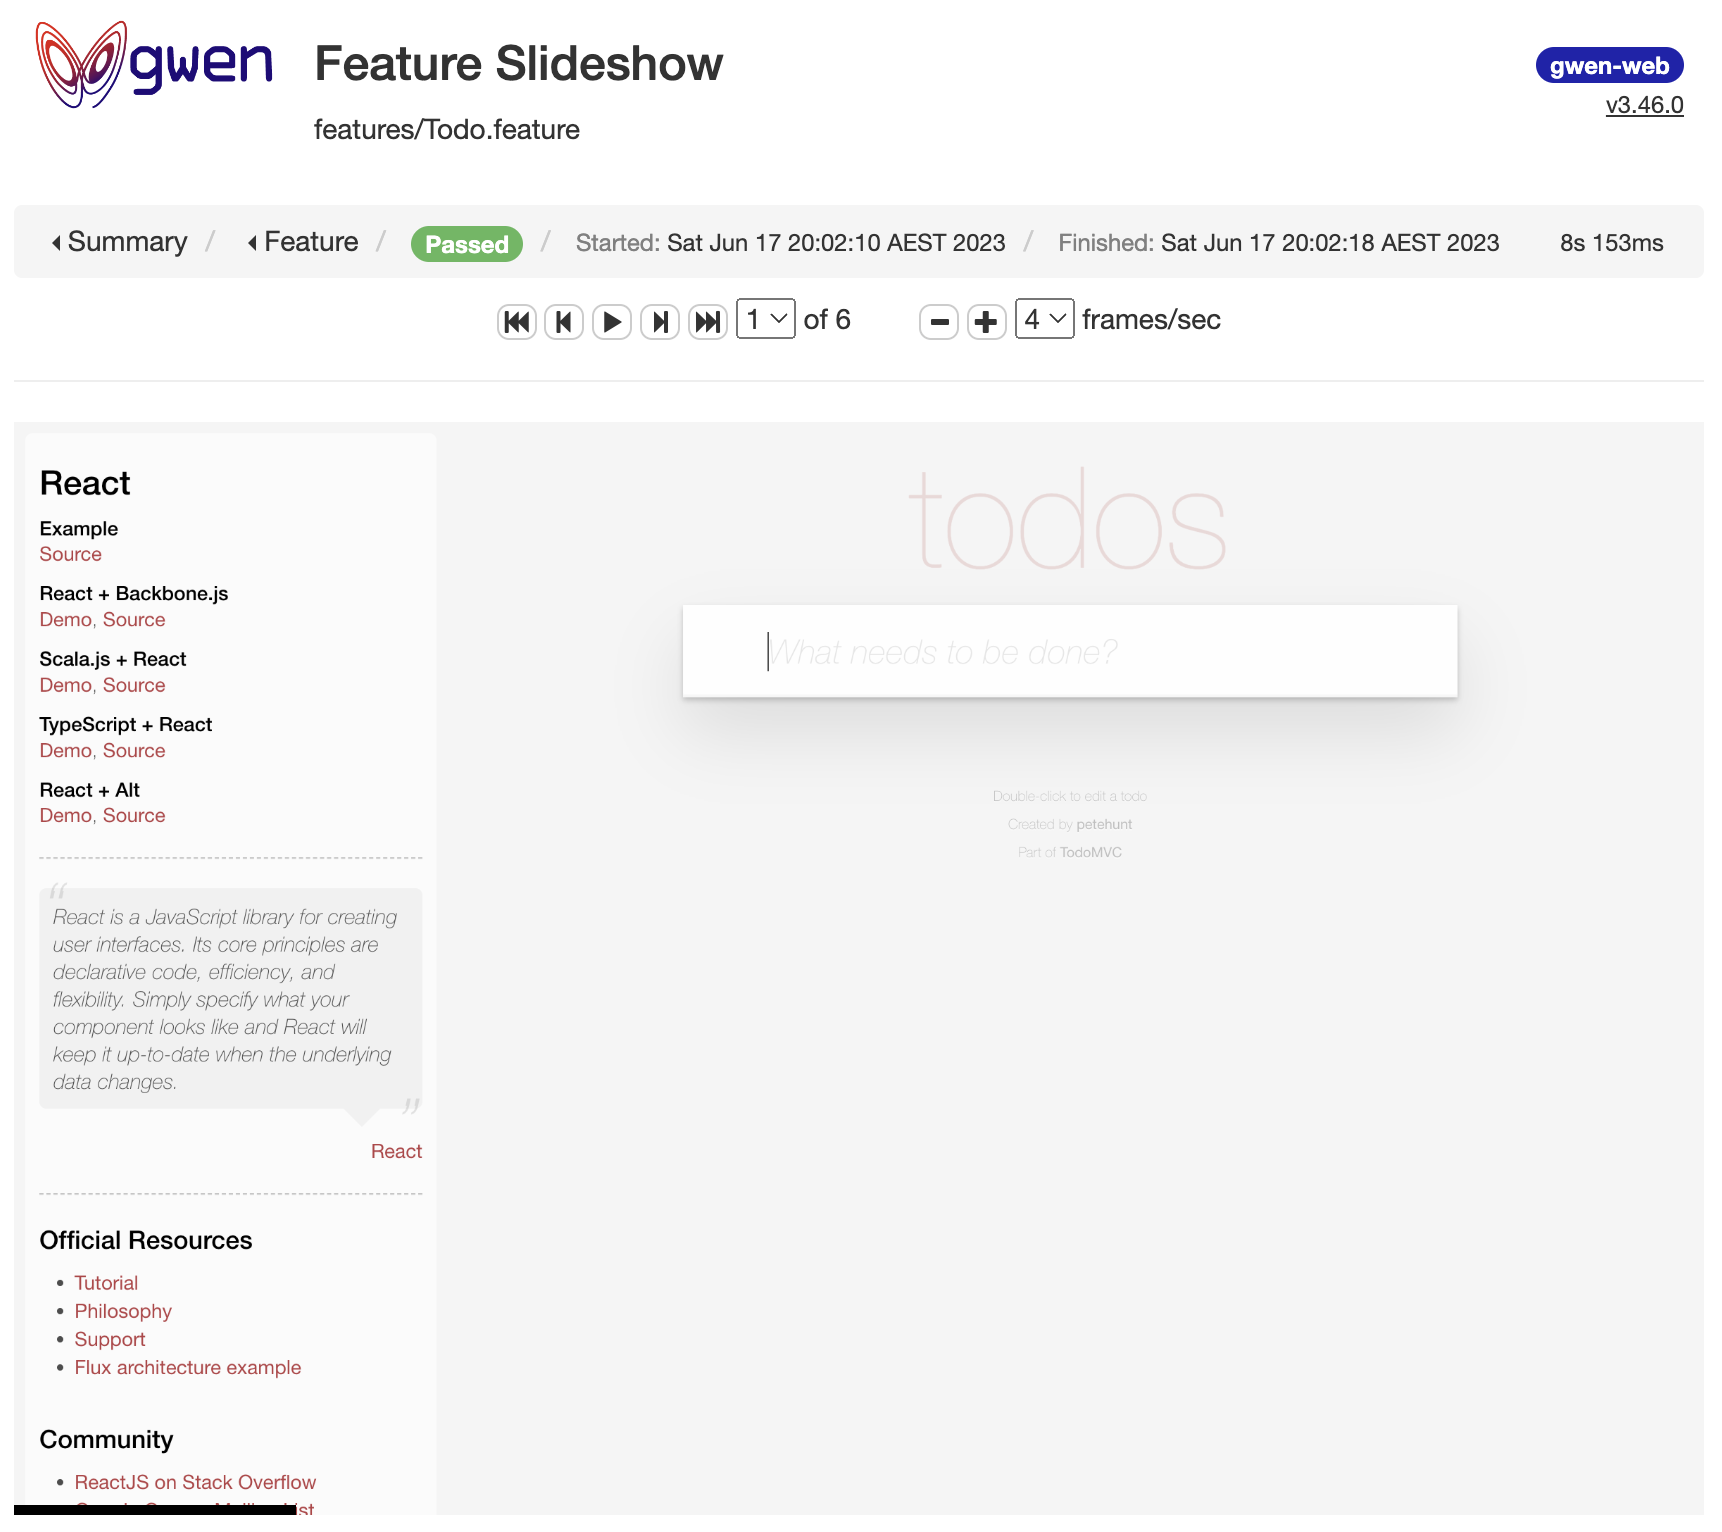 gwen
Feature Slideshow
features/Todo.feature
gwen-web
v3.46.0
Summary / Feature / Passed / Started: Sat Jun 17 20:02:10 AEST 2023 / Finished: Sat Jun 17 20:02:18 AEST 2023 8s 153ms
1 of 6 4 frames/sec
React
Example
Source
React + Backbone.js
Demo, Source
Scala.js + React
Demo, Source
TypeScript + React
Demo, Source
React + Alt
Demo, Source
“
React is a JavaScript library for creating
user interfaces. Its core principles are
declarative code, efficiency, and
flexibility. Simply specify what your
component looks like and React will
keep it up-to-date when the underlying
data changes.
”
React
Official Resources
• Tutorial
• Philosophy
• Support
• Flux architecture example
Community
• ReactJS on Stack Overflow
todos
What needs to be done?
Double-click to edit a todo
Created by petehunt
Part of TodoMVC